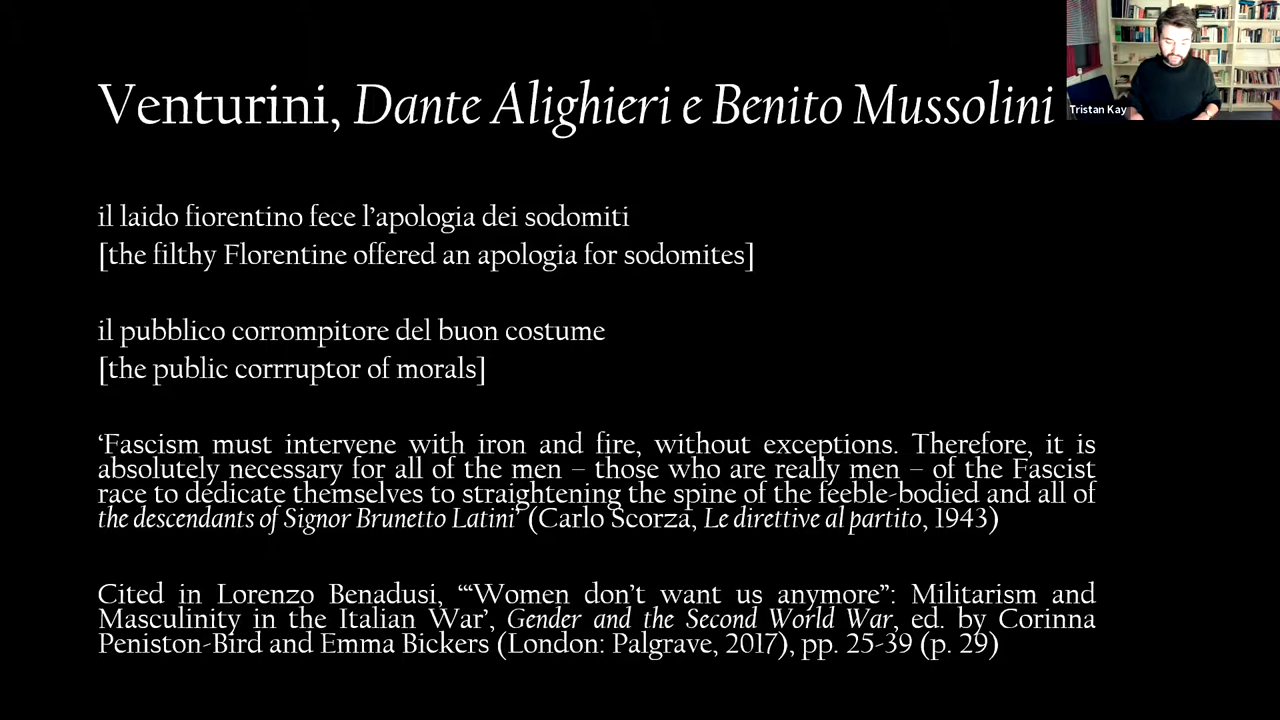 Venturini, Dante Alighieri e Benito Mussolini
Tristan Kay
il laido fiorentino fece l’apologia dei sodomiti
[the filthy Florentine offered an apologia for sodomites]
il pubblico corrompitore del buon costume
[the public corrruptor of morals]
‘Fascism must intervene with iron and fire, without exceptions. Therefore, it is
absolutely necessary for all of the men – those who are really men – of the Fascist
race to dedicate themselves to straightening the spine of the feeble-bodied and all of
the descendants of Signor Brunetto Latini’ (Carlo Scorza, Le direttive al partito, 1943)
Cited in Lorenzo Benadusi, ‘“Women don’t want us anymore”: Militarism and
Masculinity in the Italian War’, Gender and the Second World War, ed. by Corinna
Peniston-Bird and Emma Bickers (London: Palgrave, 2017), pp. 25-39 (p. 29)